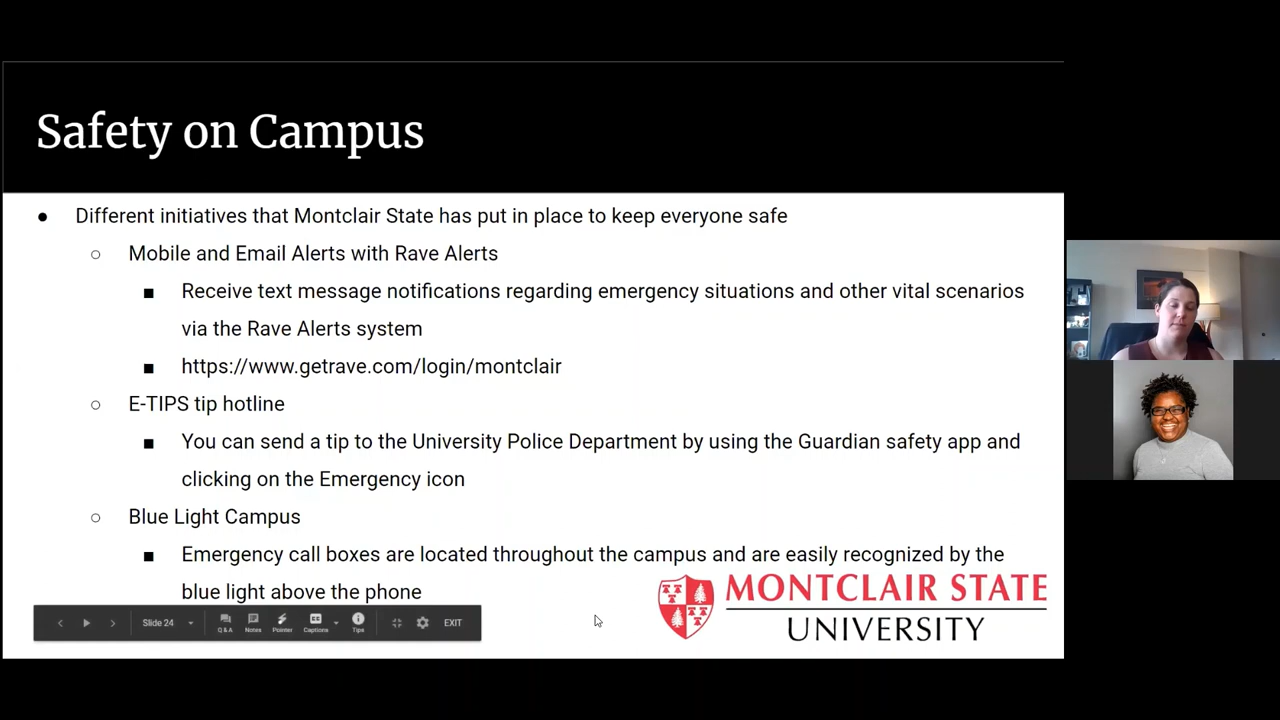 Safety on Campus
● Different initiatives that Montclair State has put in place to keep everyone safe
○ Mobile and Email Alerts with Rave Alerts
■ Receive text message notifications regarding emergency situations and other vital scenarios
via the Rave Alerts system
■ https://www.getrave.com/login/montclair
○ E-TIPS tip hotline
■ You can send a tip to the University Police Department by using the Guardian safety app and
clicking on the Emergency icon
○ Blue Light Campus
■ Emergency call boxes are located throughout the campus and are easily recognized by the
blue light above the phone
MONTCLAIR STATE
UNIVERSITY
Slide 24 Q & A Notes Pointer Captions Tips EXIT